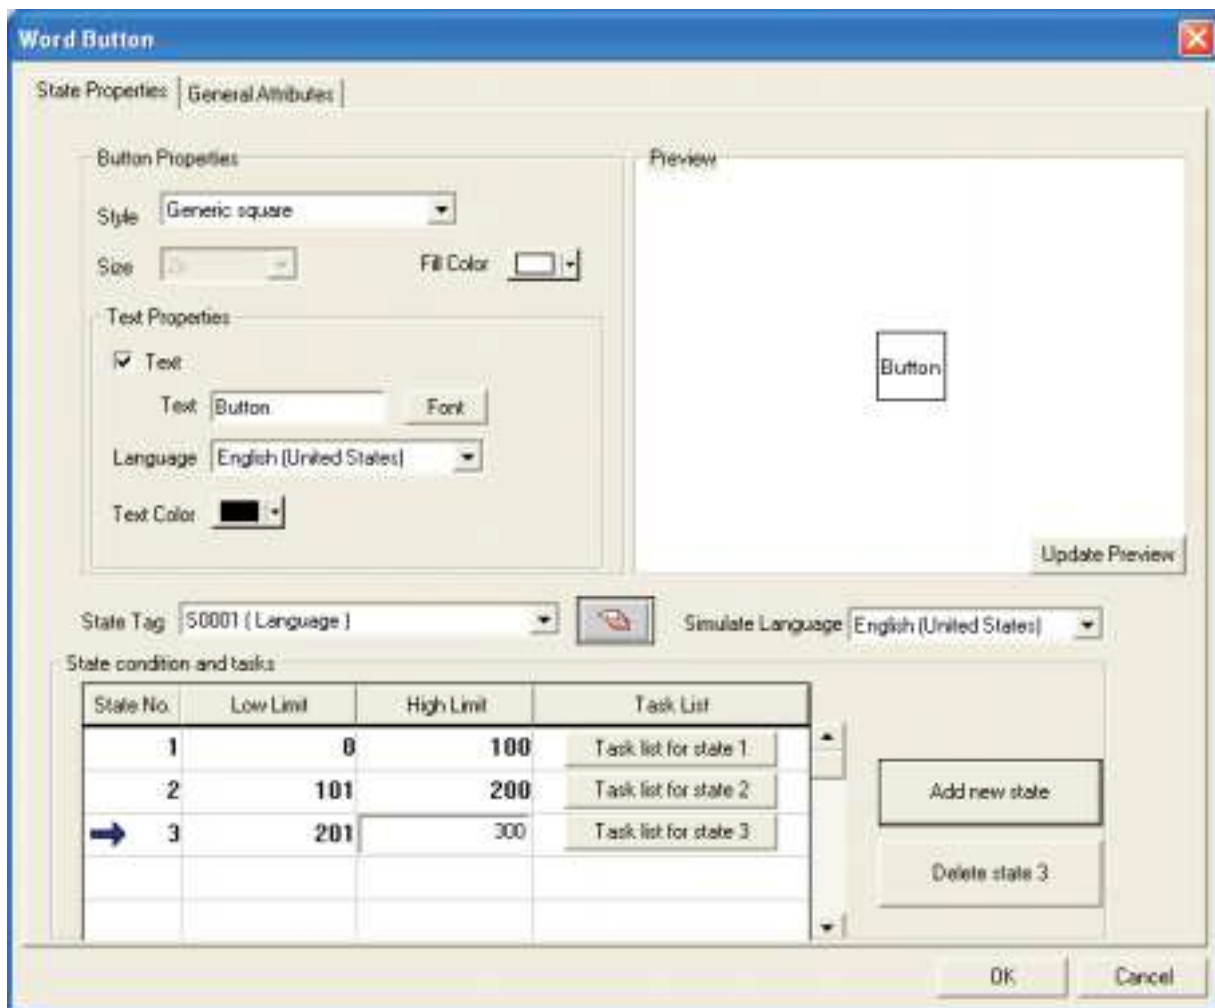 Word Button
State Properties General Attributes
Button Properties
Preview
Style Generic square
Size Fill Color
Text Properties
Text
Text Button Font
Button
Language English (United States)
Text Color
Update Preview
State Tag S0001 ( Language ) Simulate Language English (United States)
State condition and tasks
State No. Low Limit High Limit Task List
1 0 100 Task list for state 1
2 101 200 Task list for state 2
Add new state
3 201 300 Task list for state 3
Delete state 3
OK Cancel